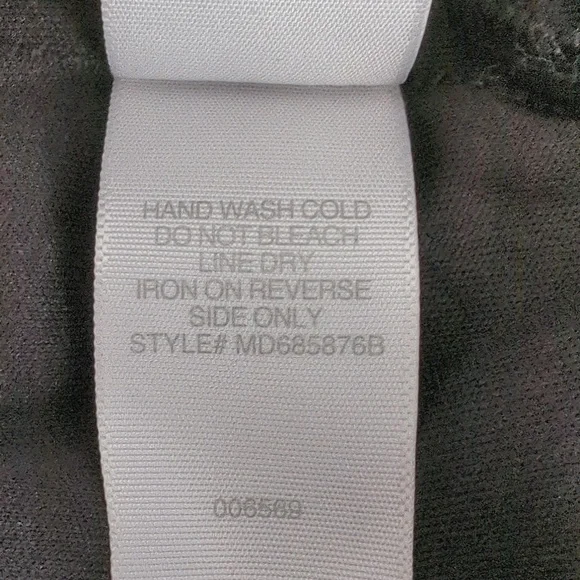 HAND WASH COLD
DO NOT BLEACH
LINE DRY
IRON ON REVERSE
SIDE ONLY
STYLE# MD685876B
006569